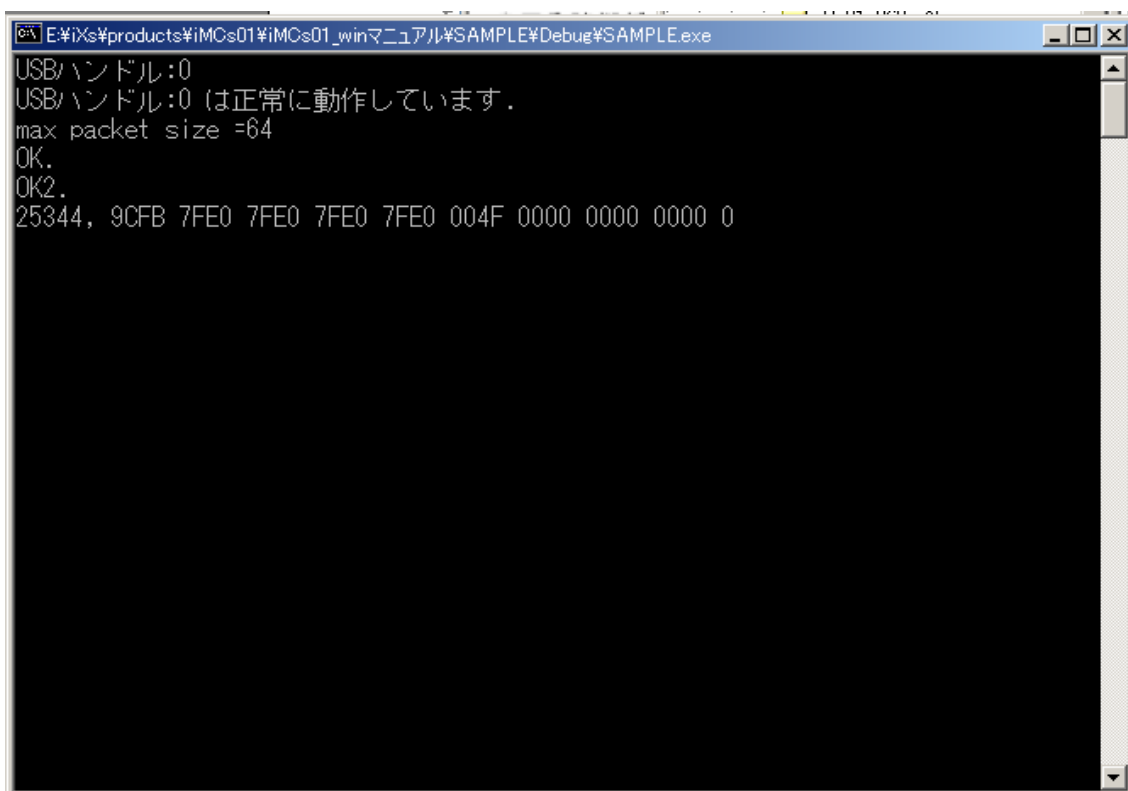 E:¥iXs¥products¥iMCs01¥iMCs01_winマニュアル¥SAMPLE¥Debug¥SAMPLE.exe
USBハンドル:0
USBハンドル:0 は正常に動作しています.
max packet size =64
OK.
OK2.
25344, 9CFB 7FE0 7FE0 7FE0 7FE0 004F 0000 0000 0000 0